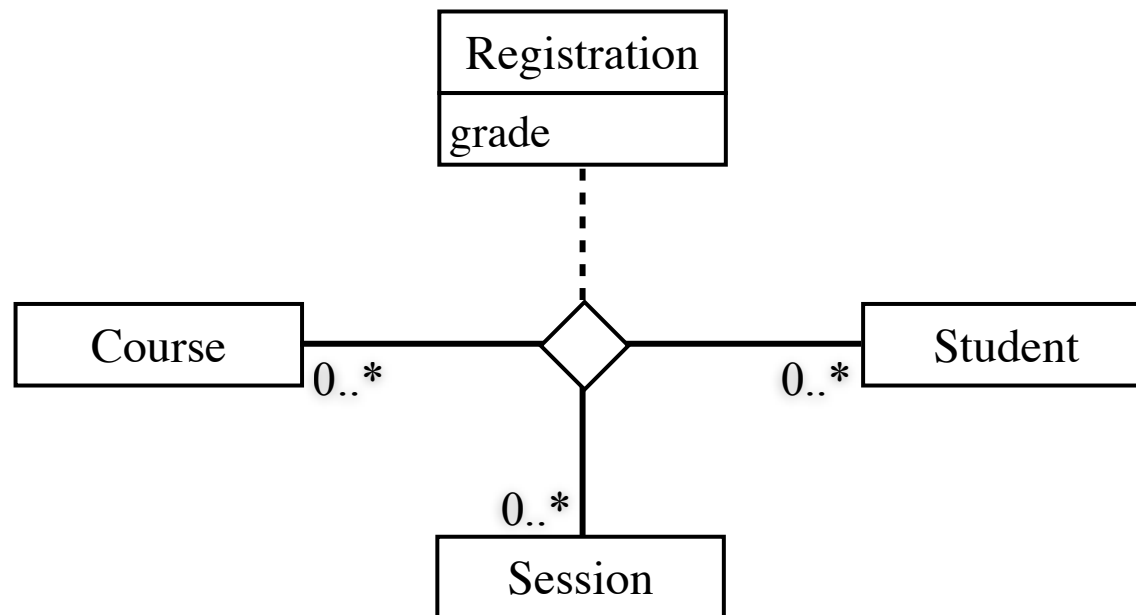 Registration
grade
Course
Student
0..*
0..*
0..*
Session